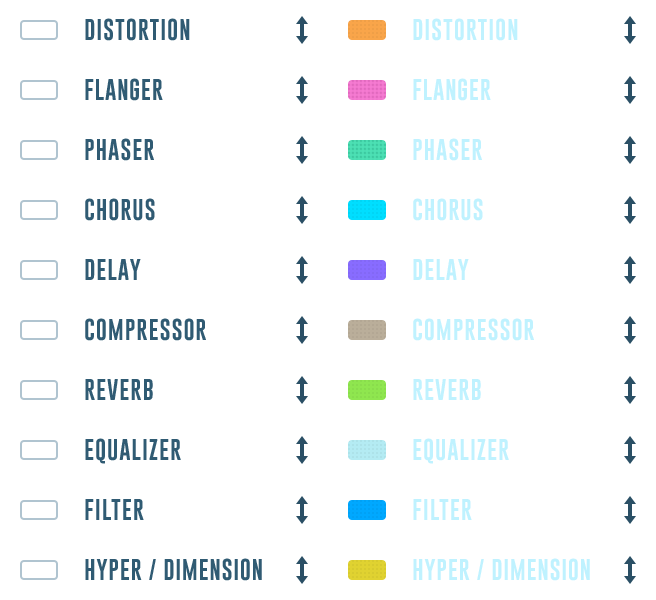 DISTORTION DISTORTION
FLANGER FLANGER
PHASER PHASER
CHORUS CHORUS
DELAY DELAY
COMPRESSOR COMPRESSOR
REVERB REVERB
EQUALIZER EQUALIZER
FILTER FILTER
HYPER / DIMENSION HYPER / DIMENSION